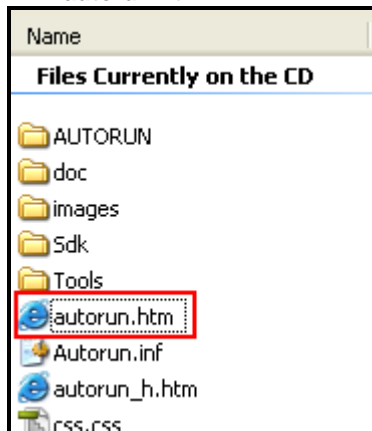 Name
Files Currently on the CD
AUTORUN
doc
images
Sdk
Tools
autorun.htm
Autorun.inf
autorun_h.htm
css.css